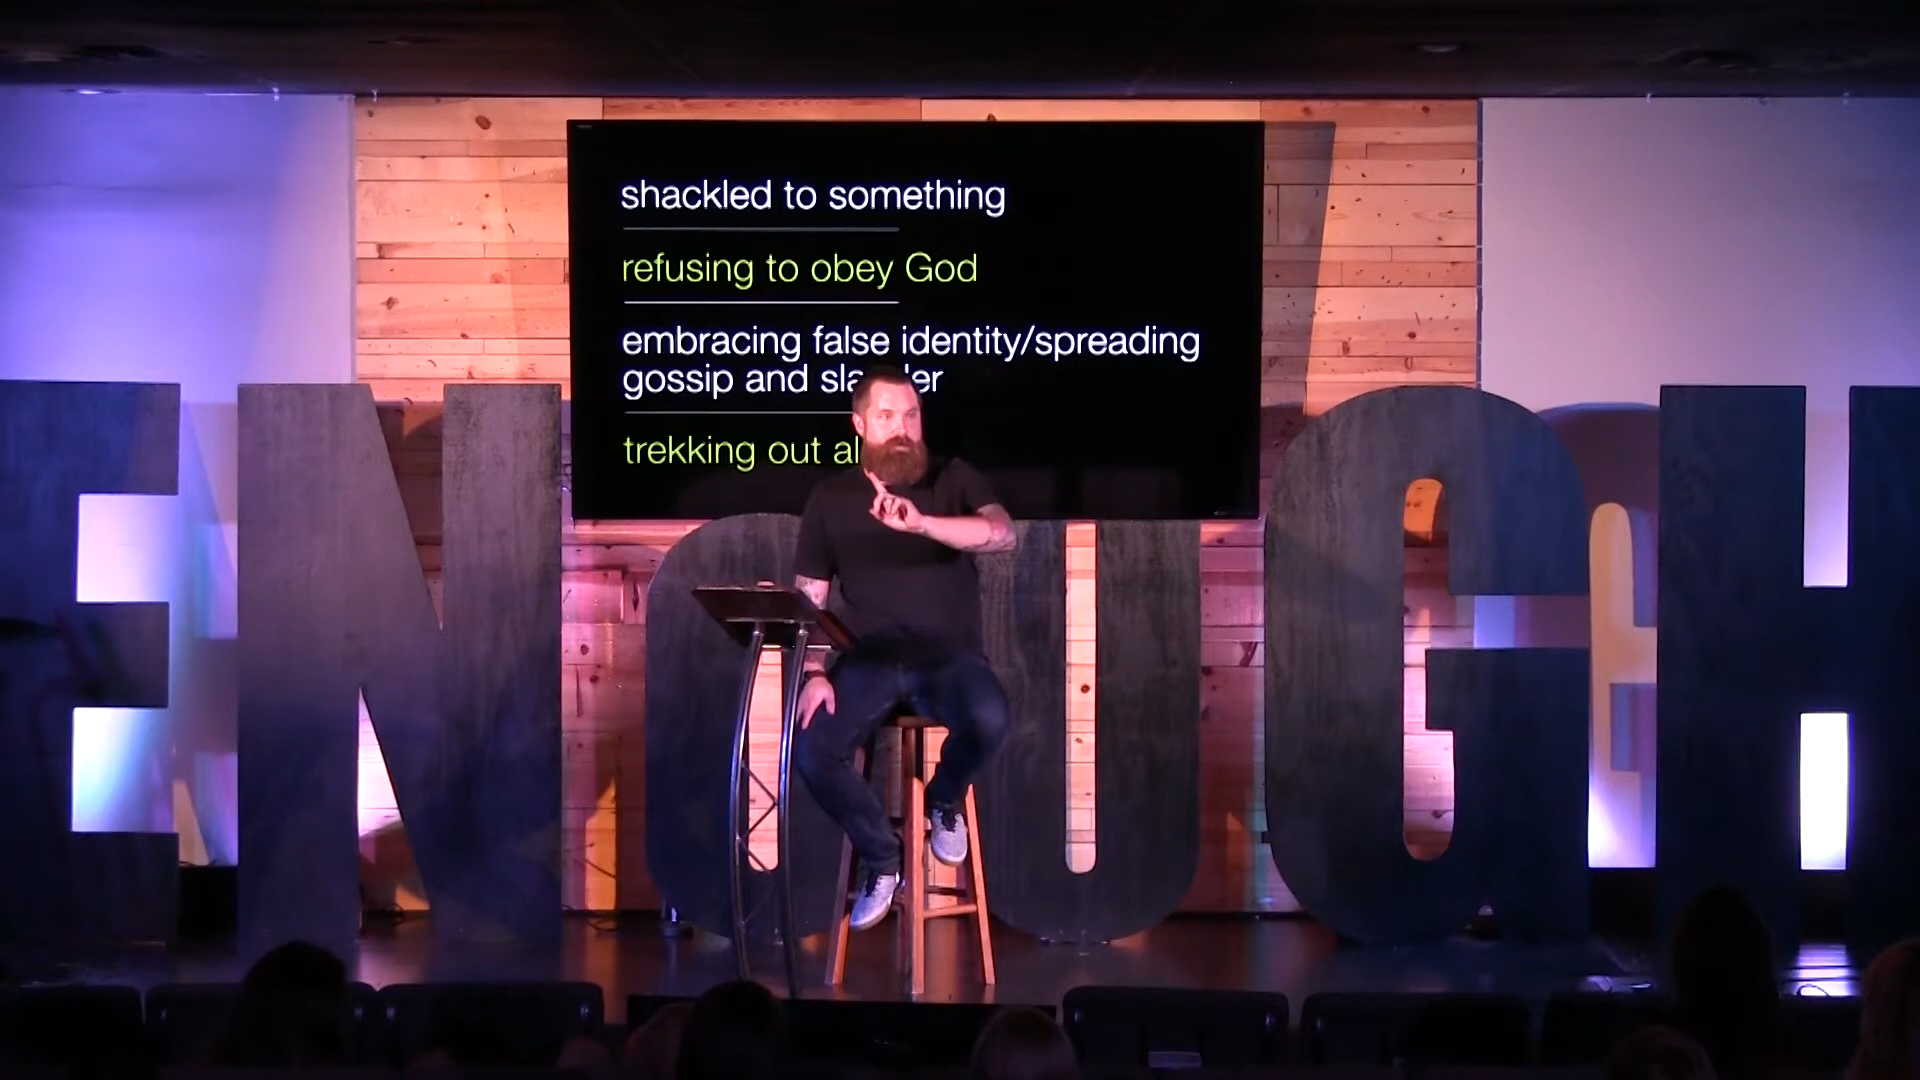 shackled to something
refusing to obey God
embracing false identity/spreading
gossip and
trekking out
ENOUGH